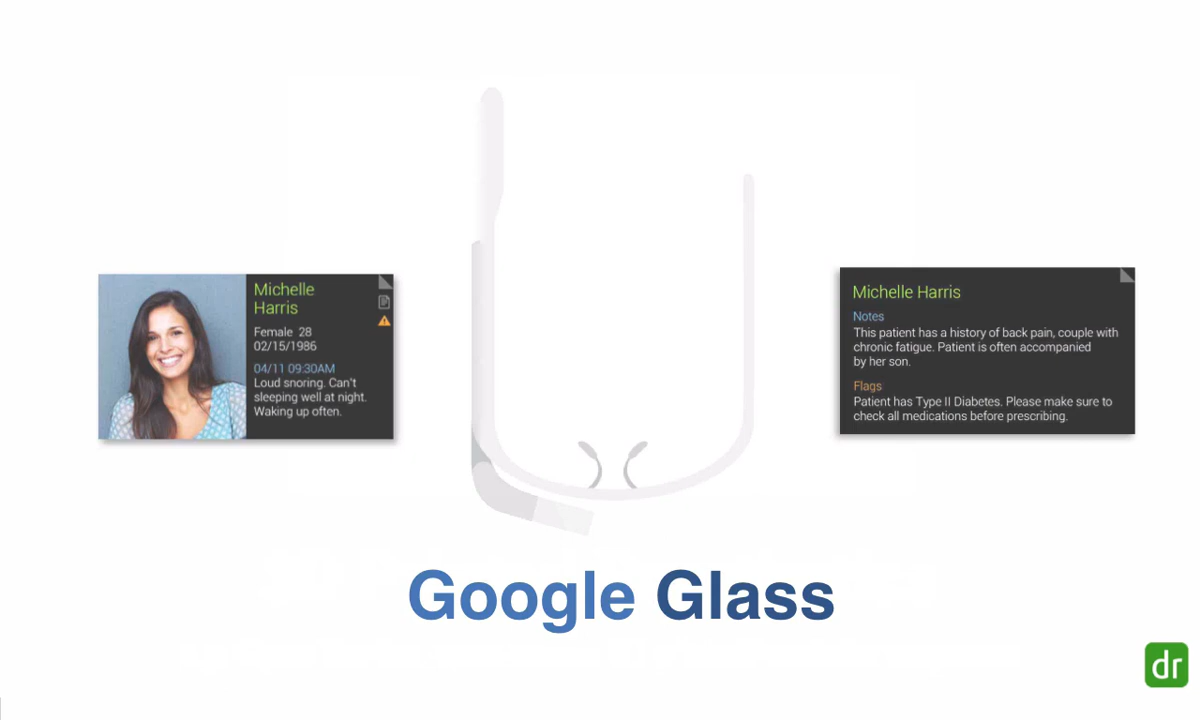 Michelle
Harris
Female 28
02/15/1986
04/11 09:30AM
Loud snoring. Can't
sleeping well at night.
Waking up often.
Michelle Harris
Notes
This patient has a history of back pain, couple with
chronic fatigue. Patient is often accompanied
by her son.
Flags
Patient has Type II Diabetes. Please make sure to
check all medications before prescribing.
Google Glass
dr